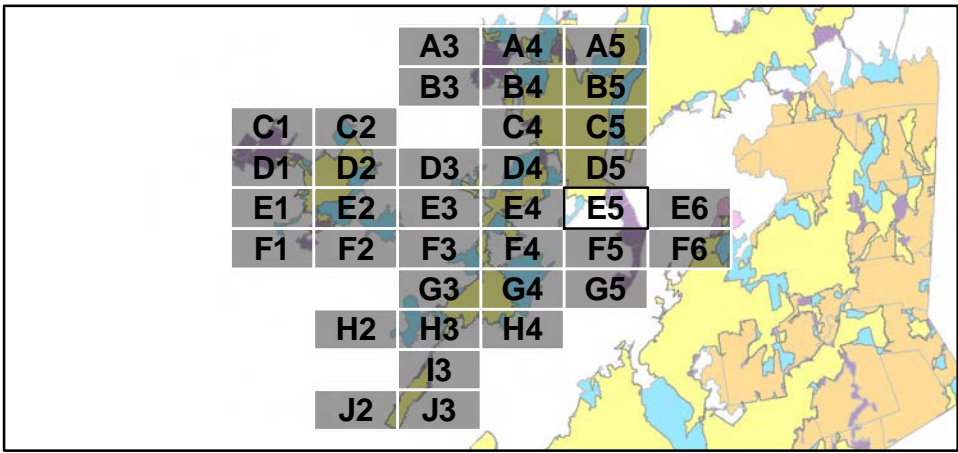 A3 A4 A5
B3 B4 B5
C1 C2 C4 C5
D1 D2 D3 D4 D5
E1 E2 E3 E4 E5 E6
F1 F2 F3 F4 F5 F6
G3 G4 G5
H2 H3 H4
I3
J2 J3